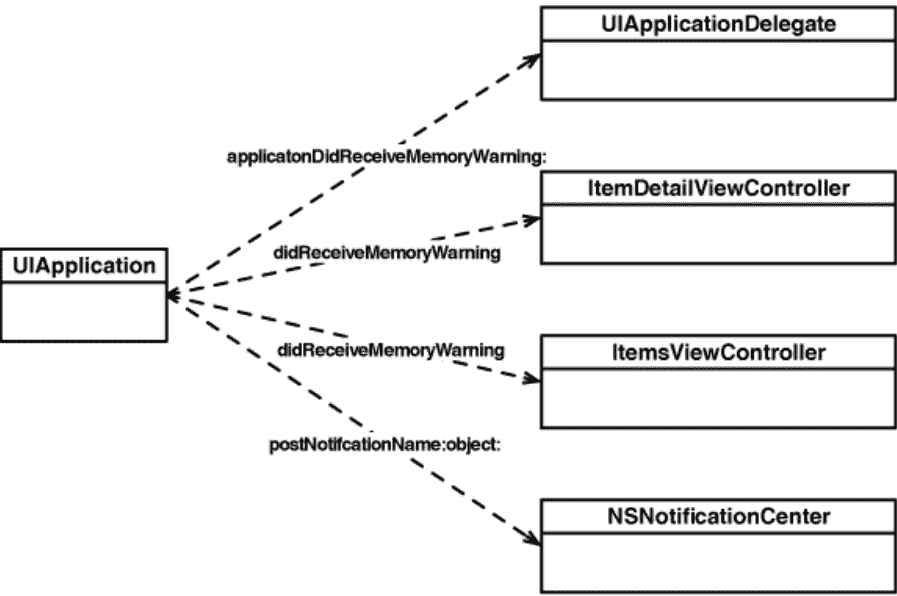 UIApplicationDelegate
applicatonDidReceiveMemoryWarning:
ItemDetailViewController
didReceiveMemoryWarning
UIApplication
didReceiveMemoryWarning
ItemsViewController
postNotifcationName:object:
NSNotificationCenter